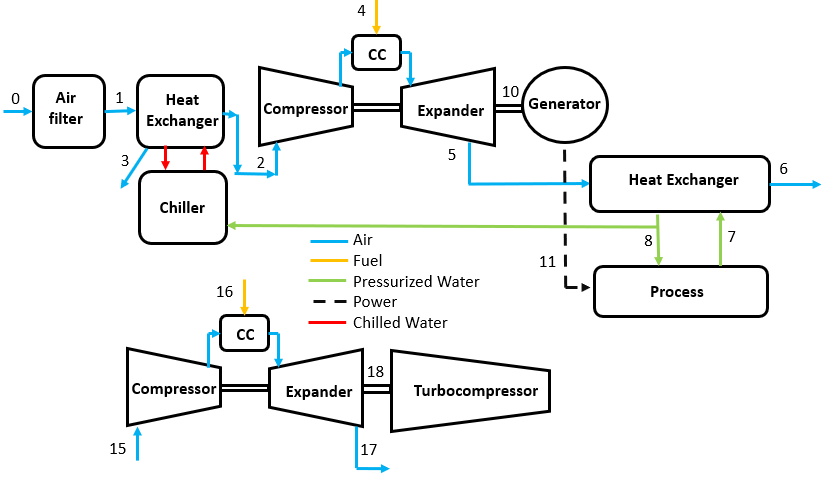 4
CC
0
Air
filter
1
Heat
Exchanger
Compressor
Expander
10
Generator
3
2
5
Chiller
Heat Exchanger
6
8
7
11
Process
Air
Fuel
Pressurized Water
Power
Chilled Water
16
CC
Compressor
Expander
18
Turbocompressor
15
17